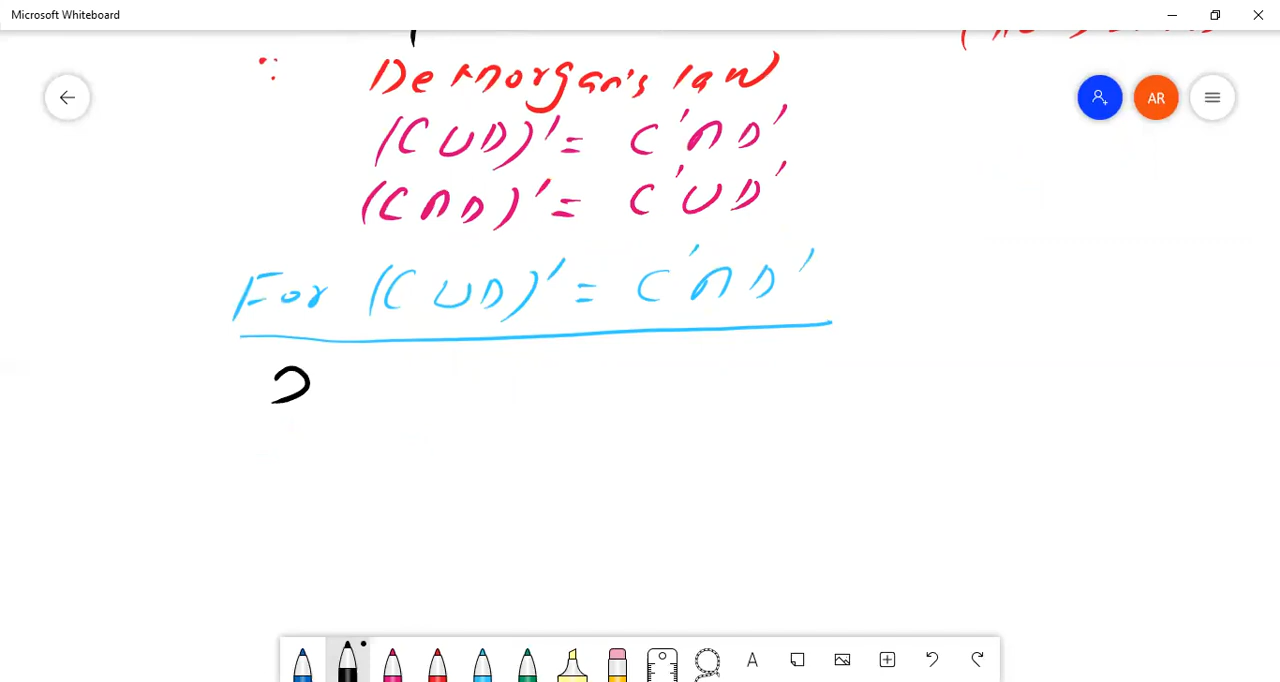 Microsoft Whiteboard
∵ De Morgan's law
AR
(C ∪ D)' = C' ∩ D'
(C ∩ D)' = C' ∪ D'
For (C ∪ D)' = C' ∩ D'